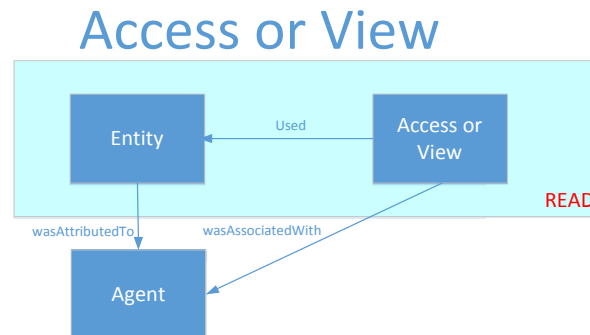 Access or View
Entity
Used
Access or
View
READ
wasAttributedTo
wasAssociatedWith
Agent